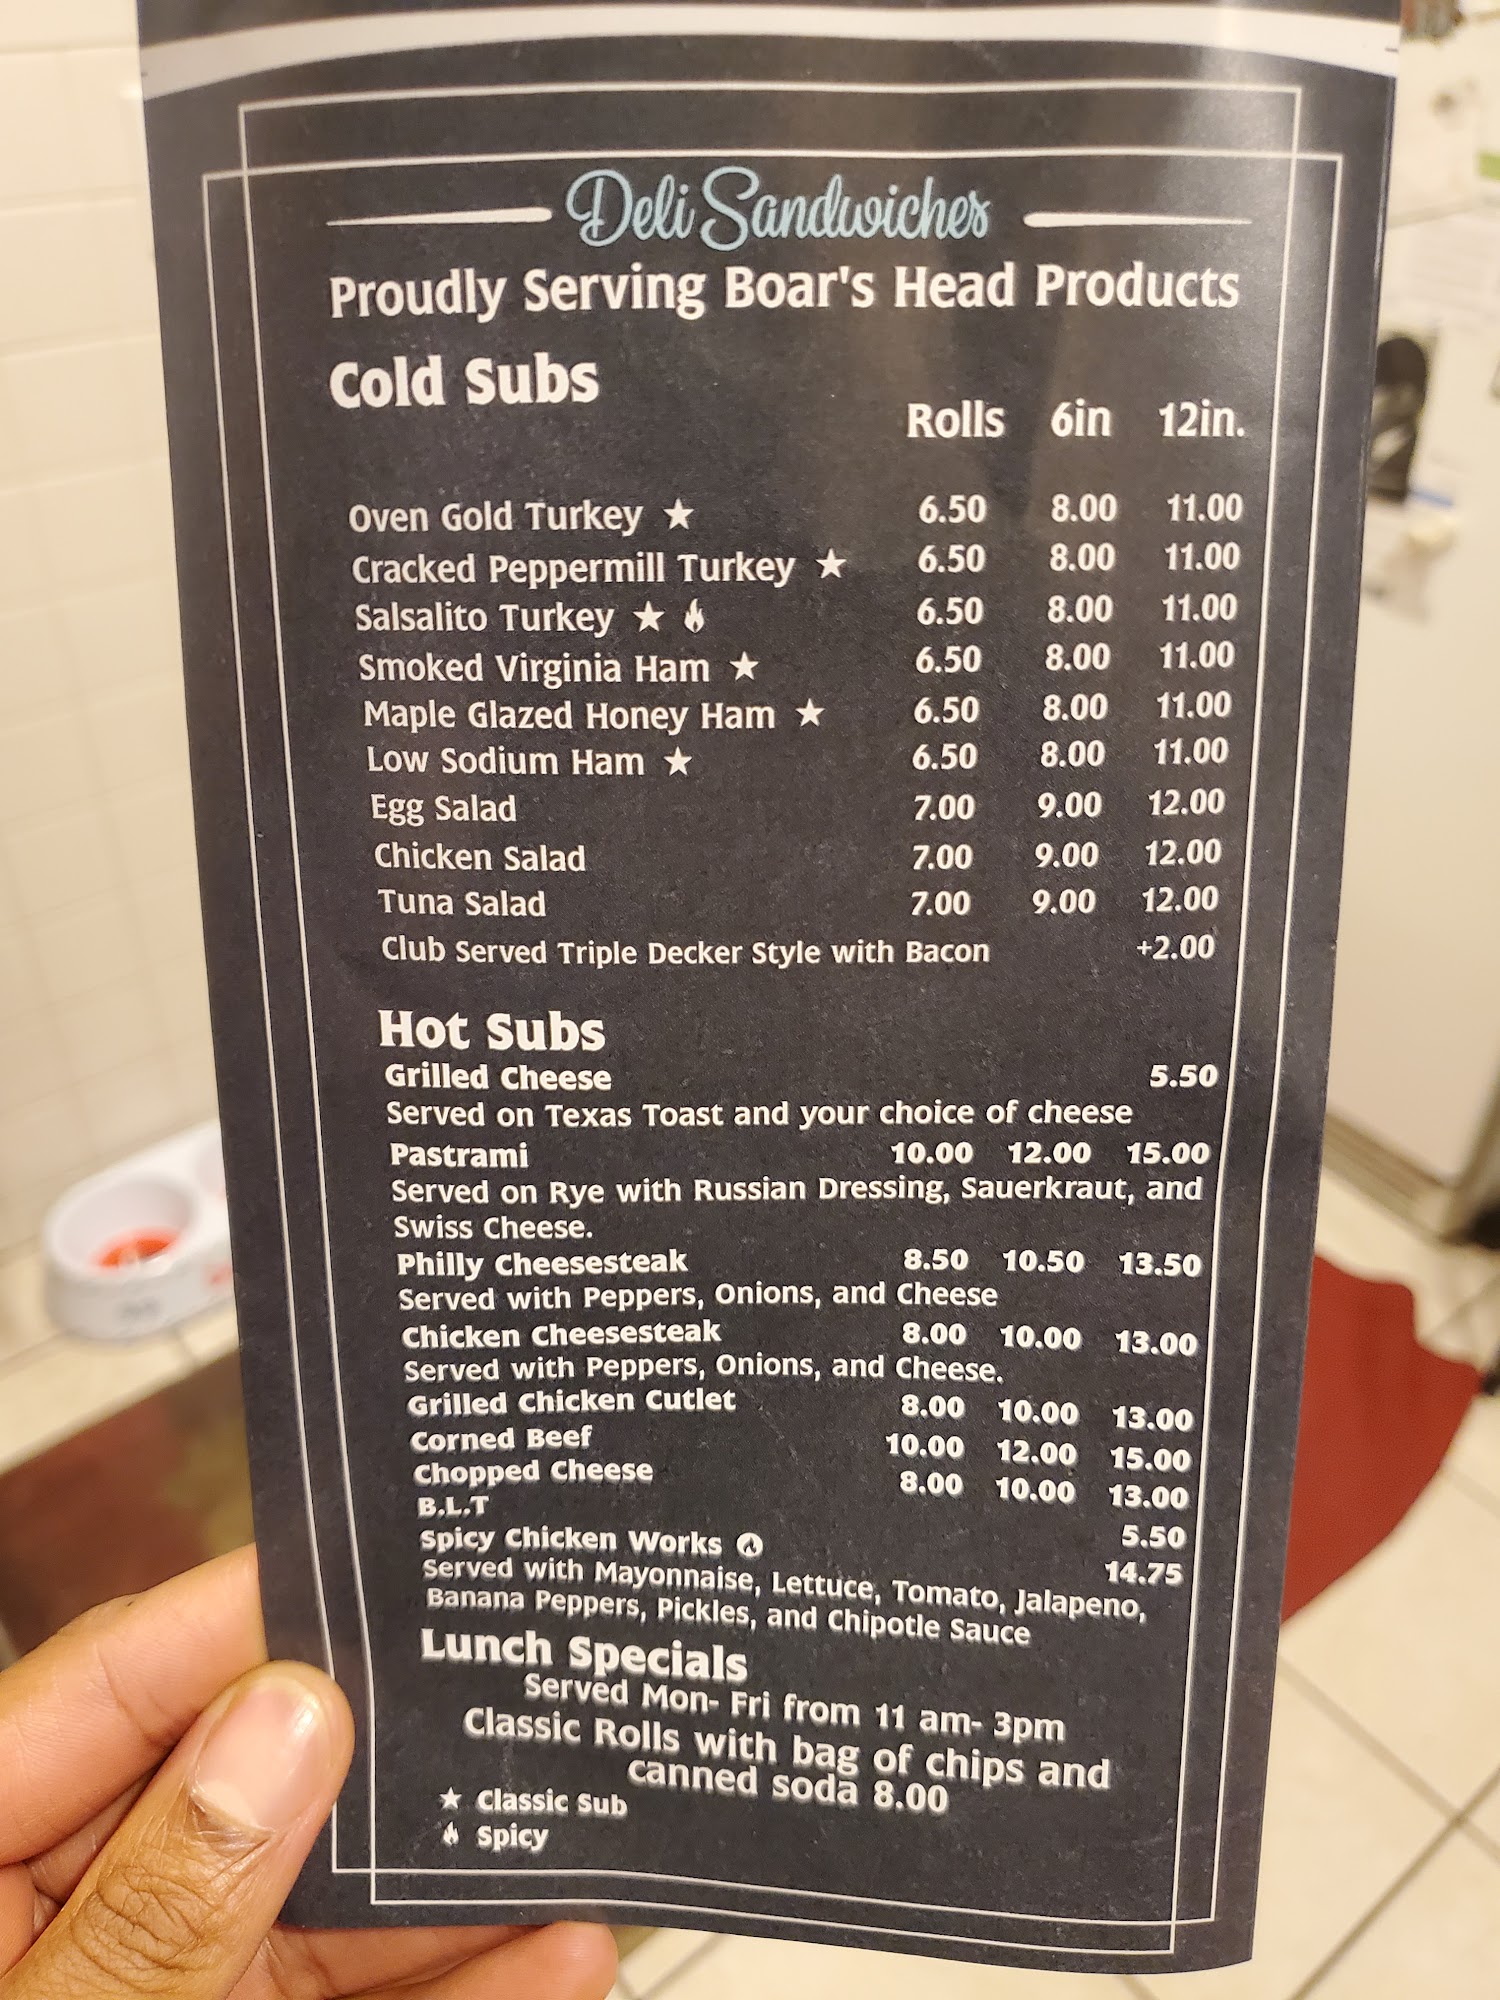 Deli Sandwiches
Proudly Serving Boar's Head Products
Cold Subs
Rolls 6in 12in.
Oven Gold Turkey ★ 6.50 8.00 11.00
Cracked Peppermill Turkey ★ 6.50 8.00 11.00
Salsalito Turkey ★ 6.50 8.00 11.00
Smoked Virginia Ham ★ 6.50 8.00 11.00
Maple Glazed Honey Ham ★ 6.50 8.00 11.00
Low Sodium Ham ★ 6.50 8.00 11.00
Egg Salad 7.00 9.00 12.00
Chicken Salad 7.00 9.00 12.00
Tuna Salad 7.00 9.00 12.00
Club Served Triple Decker Style with Bacon +2.00
Hot Subs
Grilled Cheese 5.50
Served on Texas Toast and your choice of cheese
Pastrami 10.00 12.00 15.00
Served on Rye with Russian Dressing, Sauerkraut, and
Swiss Cheese.
Philly Cheesesteak 8.50 10.50 13.50
Served with Peppers, Onions, and Cheese
Chicken Cheesesteak 8.00 10.00 13.00
Served with Peppers, Onions, and Cheese.
Grilled Chicken Cutlet 8.00 10.00 13.00
Corned Beef 10.00 12.00 15.00
Chopped Cheese 8.00 10.00 13.00
B.L.T 5.50
Spicy Chicken Works 14.75
Served with Mayonnaise, Lettuce, Tomato, Jalapeno,
Banana Peppers, Pickles, and Chipotle Sauce
Lunch Specials
Served Mon- Fri from 11 am- 3pm
Classic Rolls with bag of chips and
canned soda 8.00
★ Classic Sub
Spicy